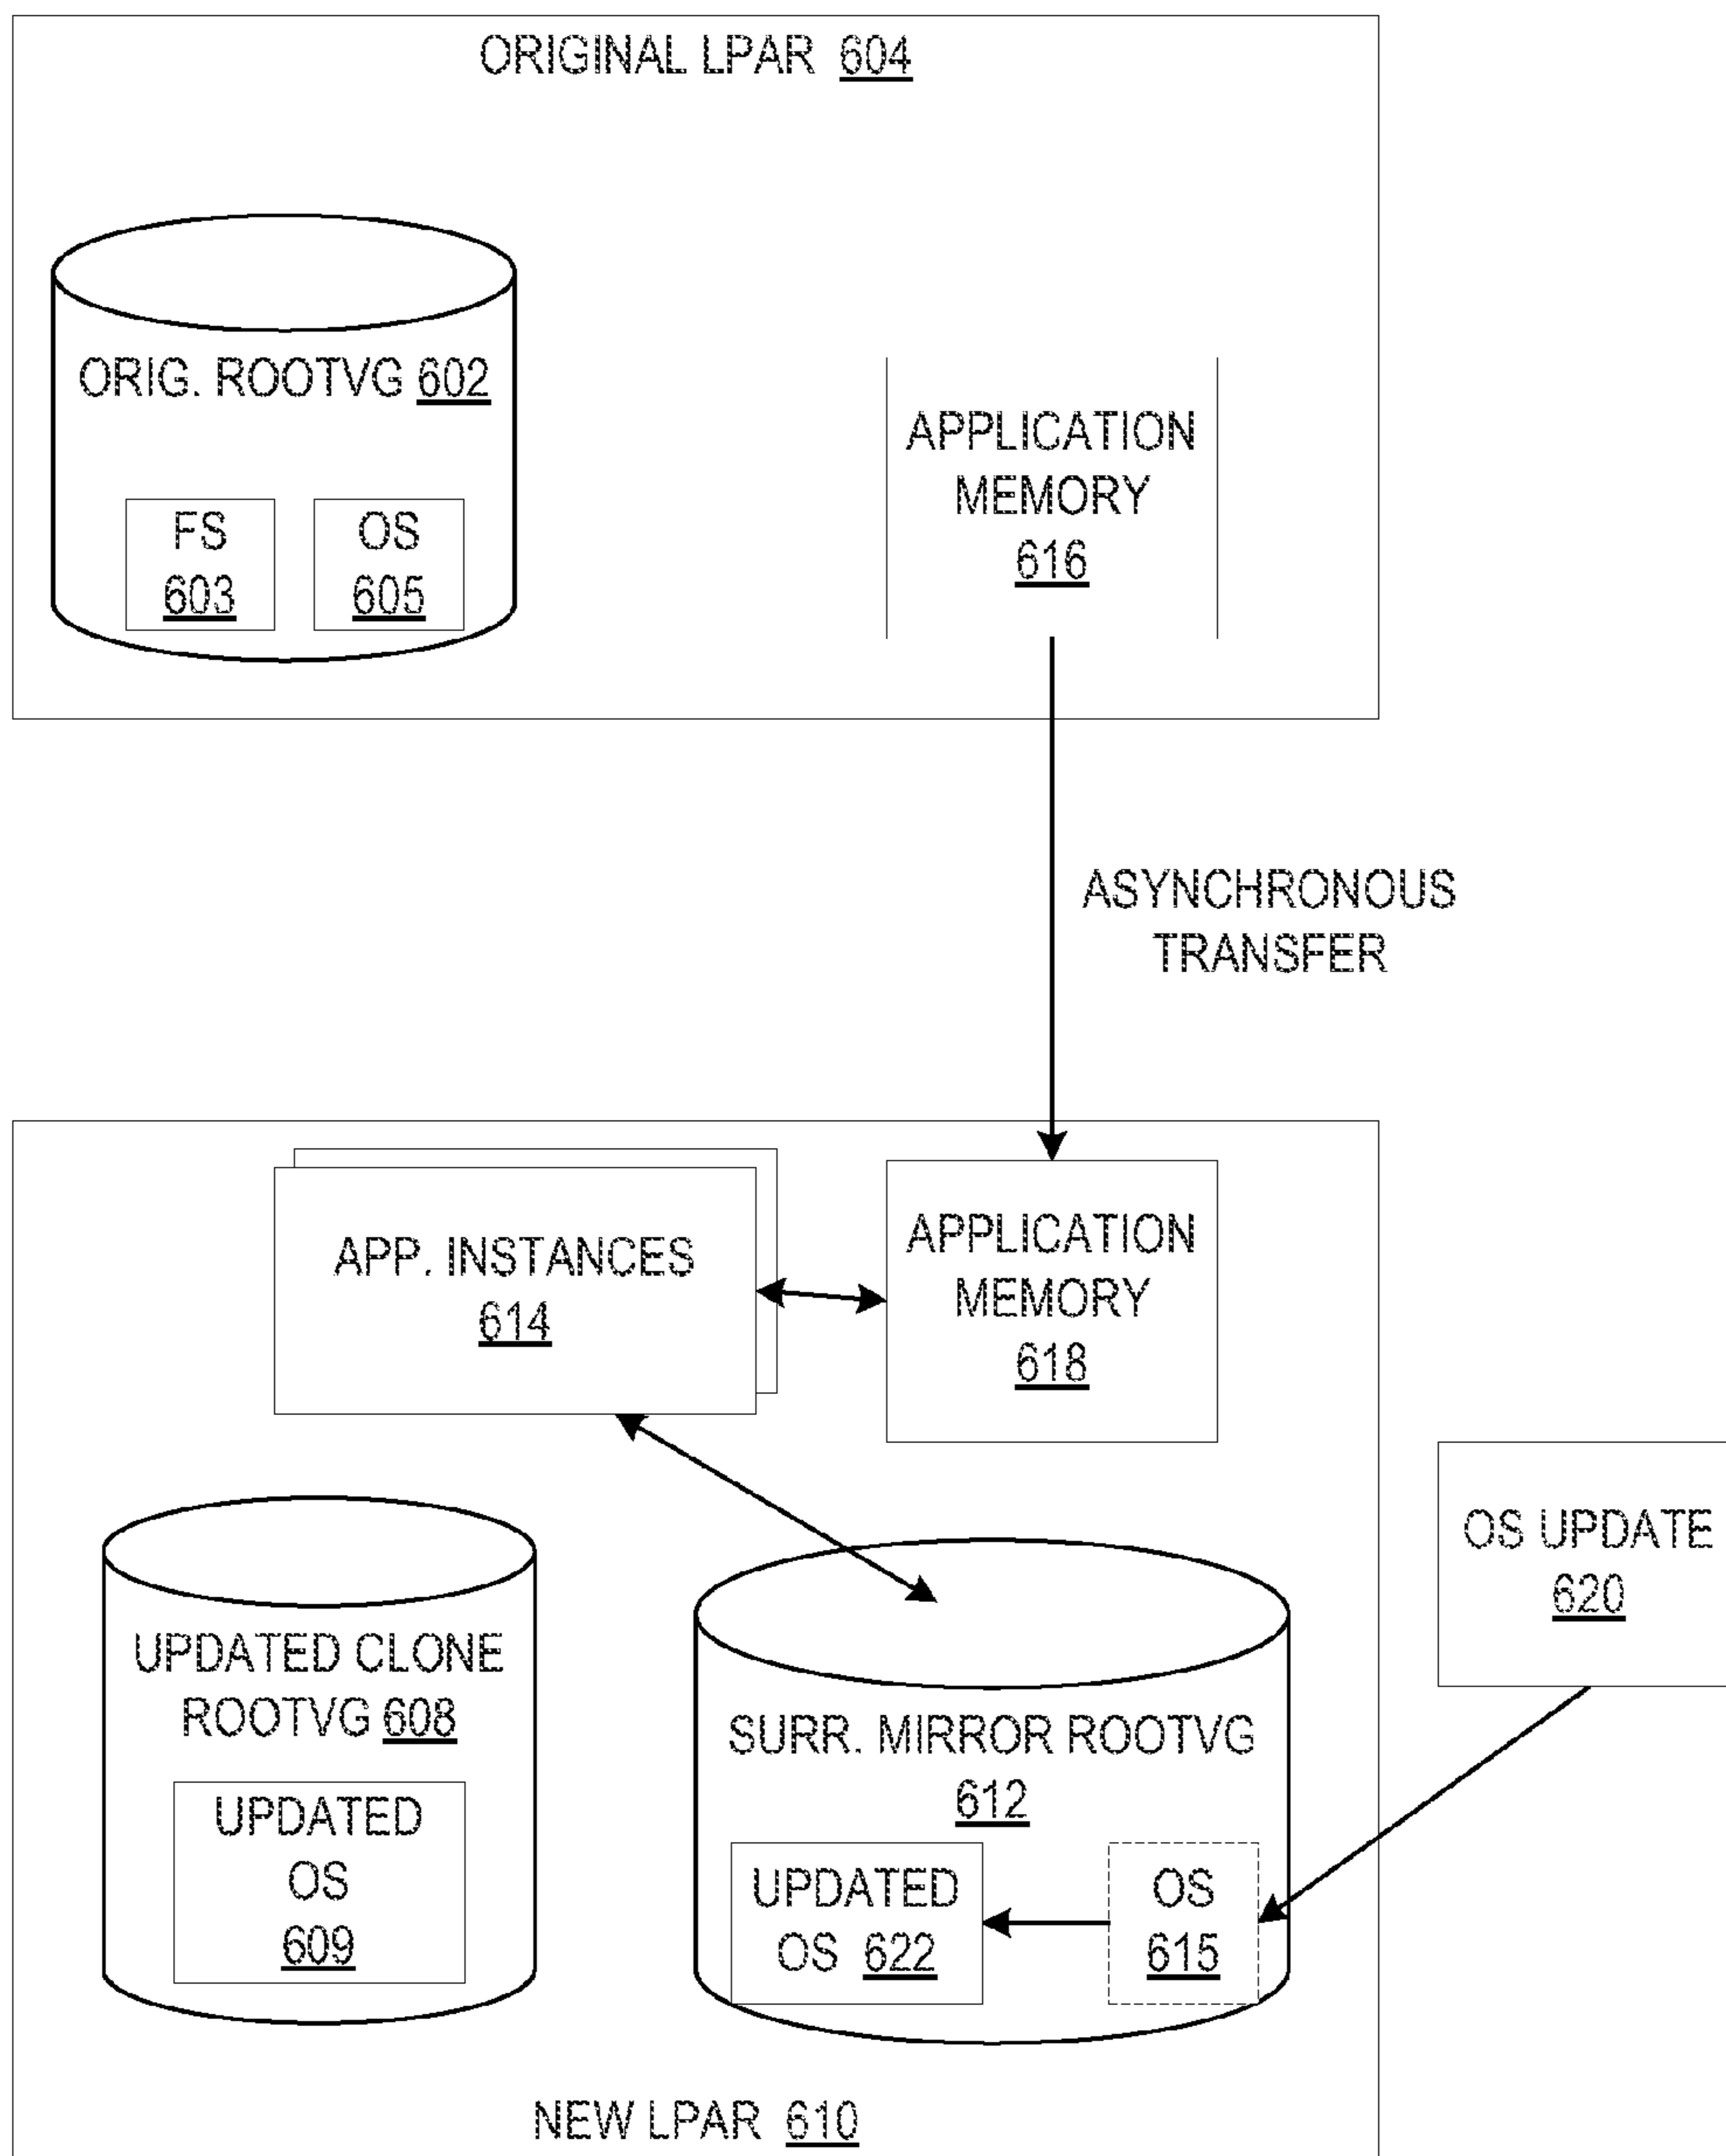 ORIGINAL LPAR 604
ORIG. ROOTVG 602
FS
603
OS
605
APPLICATION
MEMORY
616
ASYNCHRONOUS
TRANSFER
APP. INSTANCES
614
APPLICATION
MEMORY
618
OS UPDATE
620
UPDATED CLONE
ROOTVG 608
UPDATED
OS
609
SURR. MIRROR ROOTVG
612
UPDATED
OS 622
OS
615
NEW LPAR 610